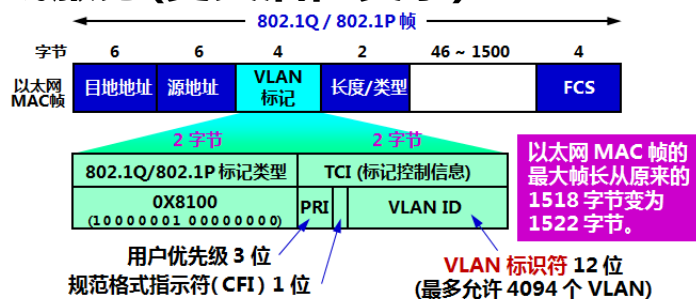 802.1Q / 802.1P 帧
字节 6 6 4 2 46 ~ 1500 4
以太网
MAC帧
目地地址 源地址 VLAN
标记
长度/类型 FCS
2 字节 2 字节
802.1Q/802.1P 标记类型 TCI (标记控制信息)
0X8100
(10000001 00000000)
PRI VLAN ID
以太网 MAC 帧的
最大帧长从原来的
1518 字节变为
1522 字节。
用户优先级 3 位
规范格式指示符( CFI ) 1 位
VLAN 标识符 12 位
(最多允许 4094 个 VLAN)